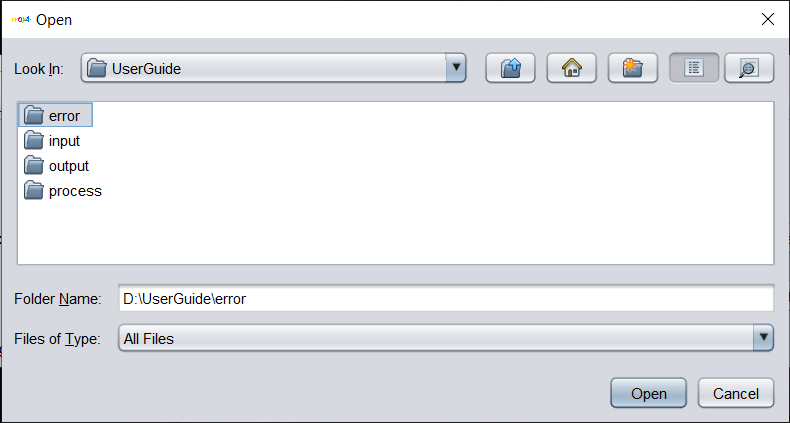 Open
Look In: UserGuide
error
input
output
process
Folder Name: D:\UserGuide\error
Files of Type: All Files
Open Cancel